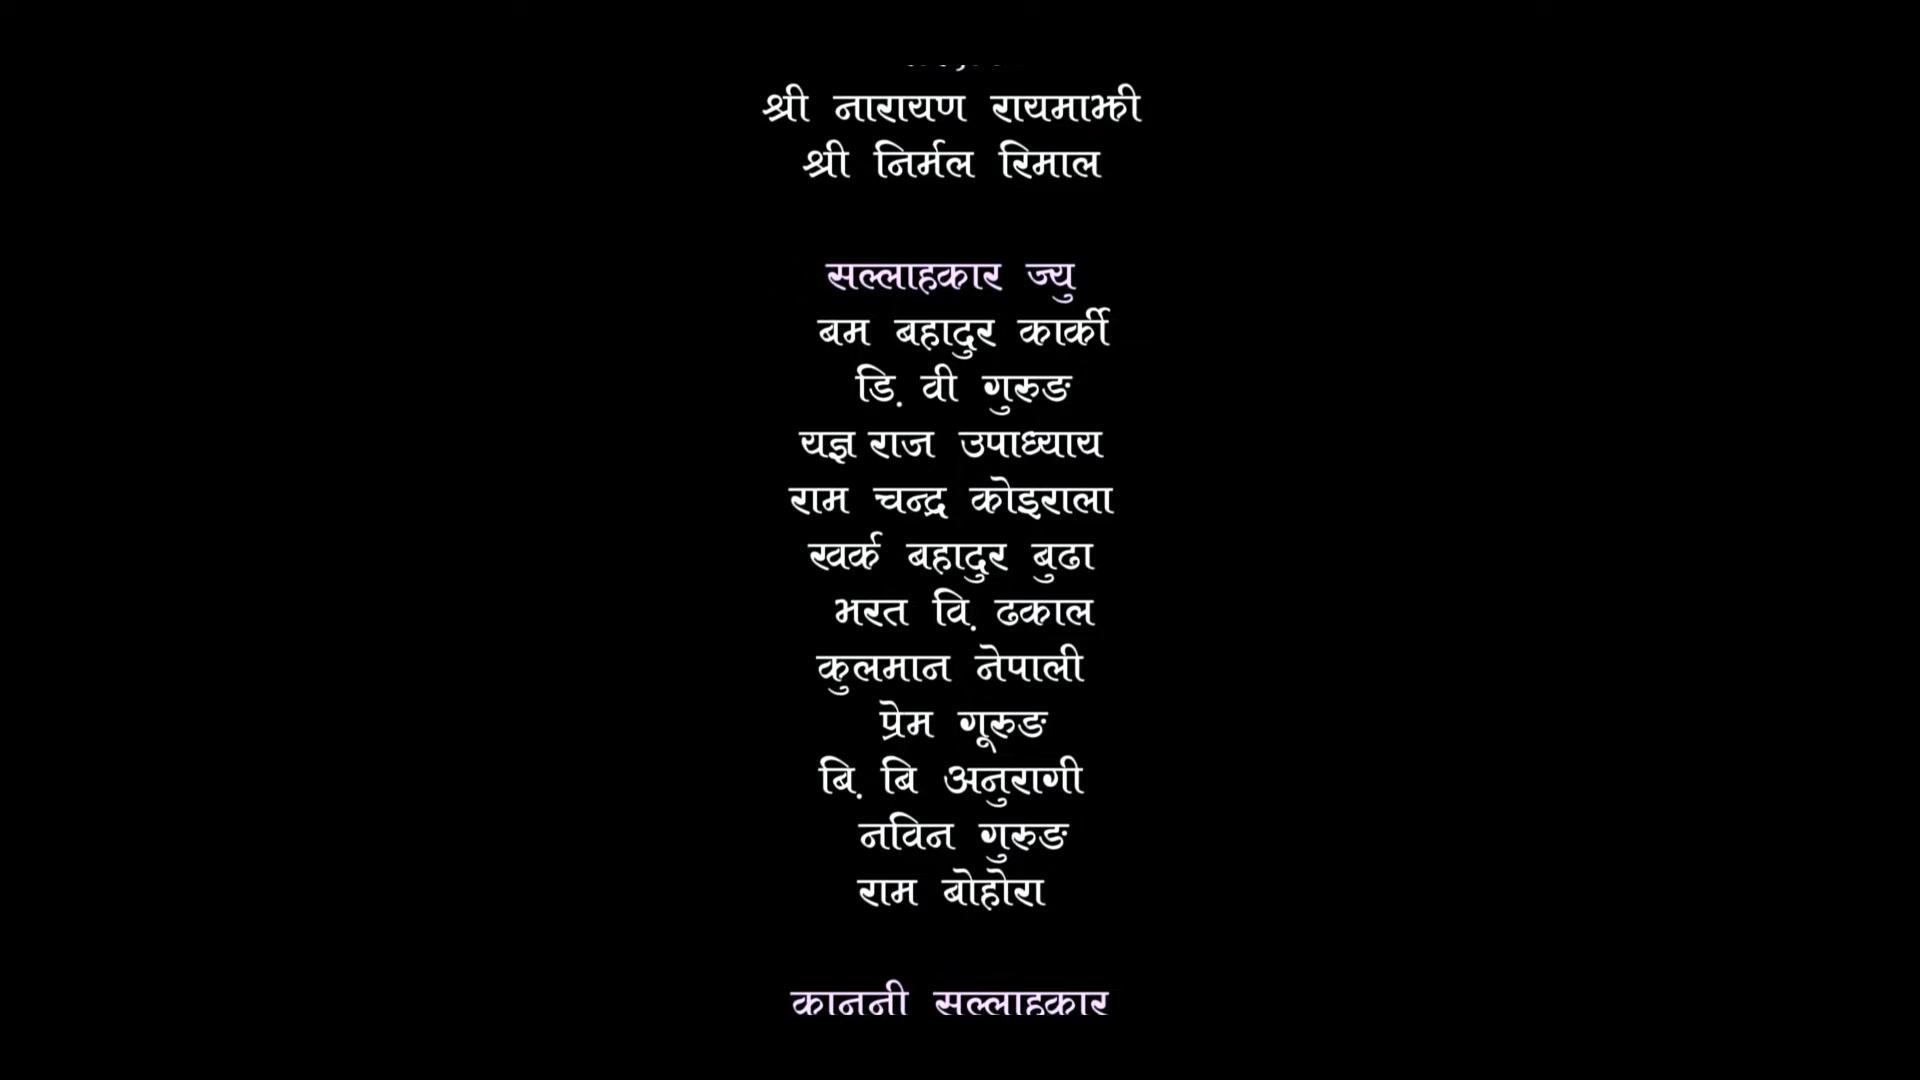 श्री नारायण रायमाझी
श्री निर्मल रिमाल
सल्लाहकार ज्यु
बम बहादुर कार्की
डि. वी गुरुङ
यज्ञ राज उपाध्याय
राम चन्द्र कोइराला
खर्क बहादुर बुढा
भरत वि. ढकाल
कुलमान नेपाली
प्रेम गूरुङ
बि. बि अनुरागी
नविन गुरुङ
राम बोहोरा
काननी सल्लाहकार